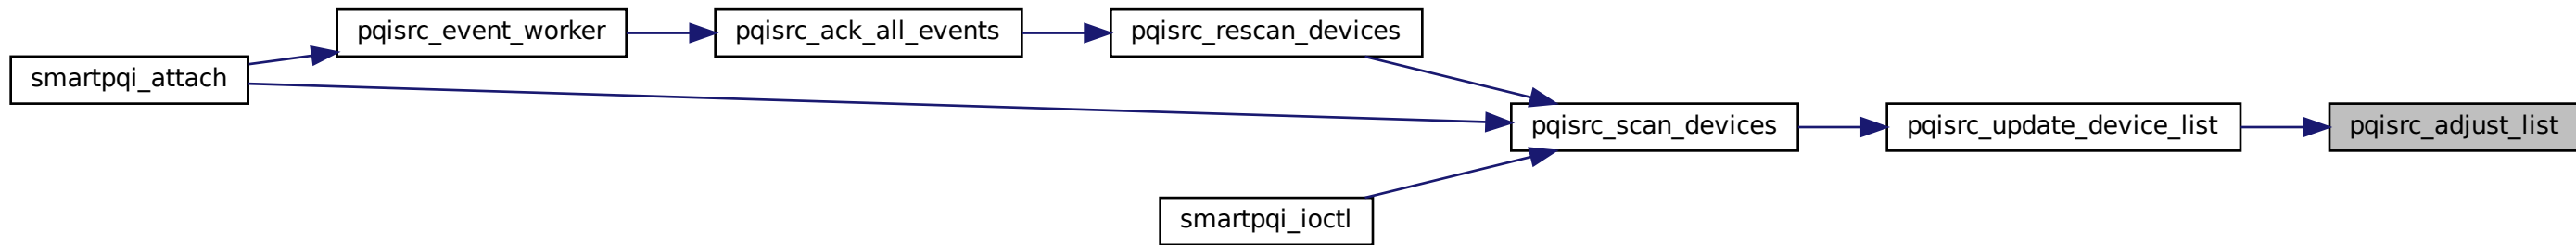 pqisrc_event_worker
pqisrc_ack_all_events
pqisrc_rescan_devices
smartpqi_attach
pqisrc_scan_devices
pqisrc_update_device_list
pqisrc_adjust_list
smartpqi_ioctl